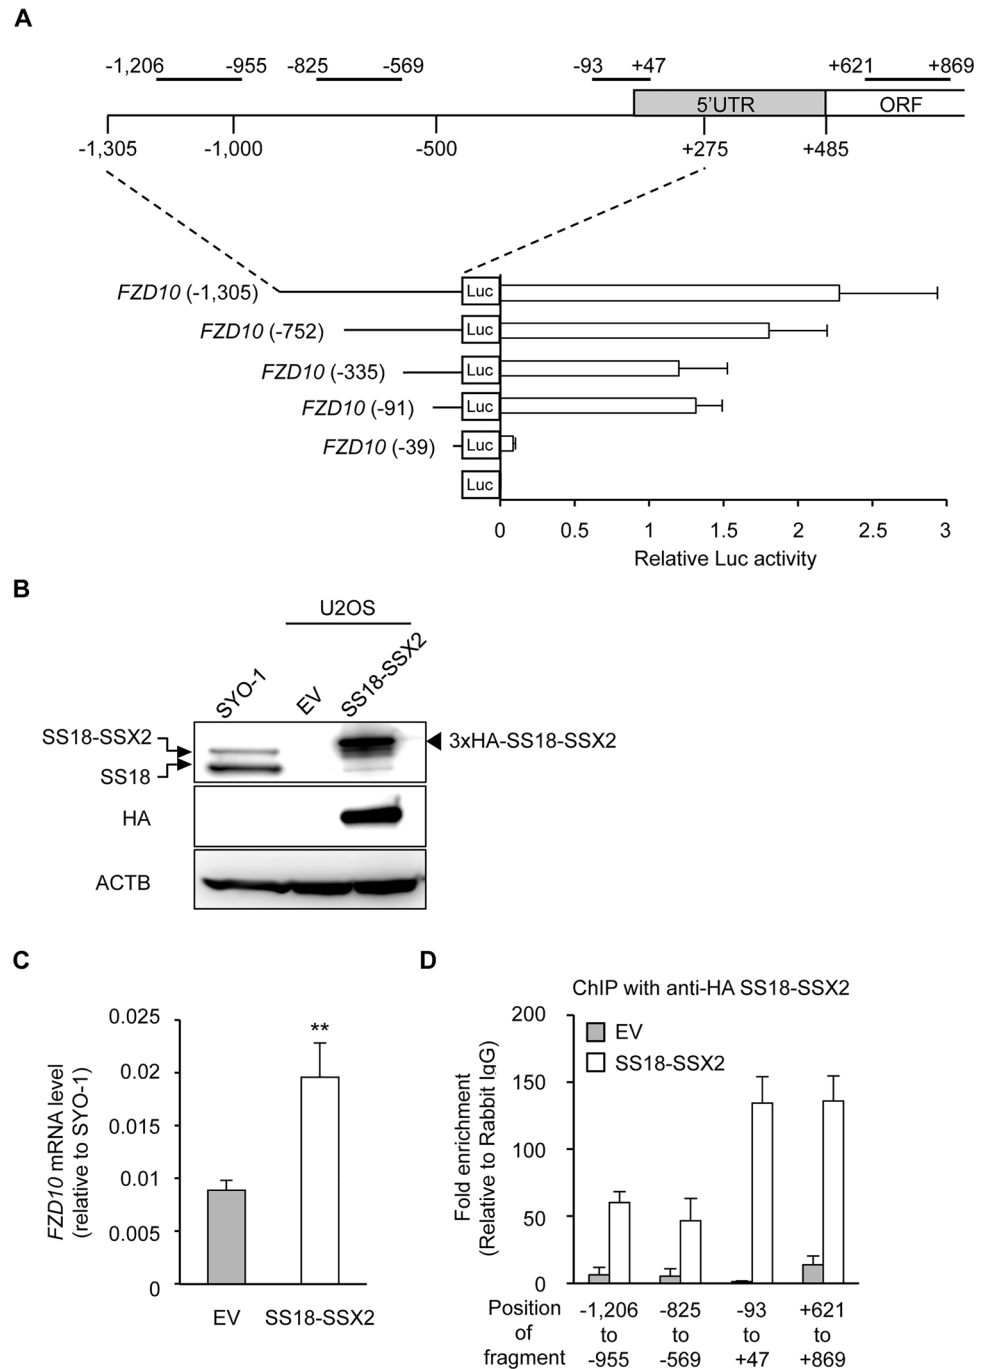 A
-1,206 -955 -825 -569 -93 +47 +621 +869
5'UTR ORF
-1,305 -1,000 -500 +275 +485
FZD10 (-1,305) Luc
FZD10 (-752) Luc
FZD10 (-335) Luc
FZD10 (-91) Luc
FZD10 (-39) Luc
Luc
0 0.5 1 1.5 2 2.5 3
Relative Luc activity
B
U2OS
SYO-1 EV SS18-SSX2
SS18-SSX2
3xHA-SS18-SSX2
SS18
HA
ACTB
C
FZD10 mRNA level
(relative to SYO-1)
0.025
0.02
0.015
0.01
0.005
0
**
EV SS18-SSX2
D
ChIP with anti-HA SS18-SSX2
Fold enrichment
(Relative to Rabbit IgG)
200
150
100
50
0
EV
SS18-SSX2
Position -1,206 -825 -93 +621
of to to to to
fragment -955 -569 +47 +869